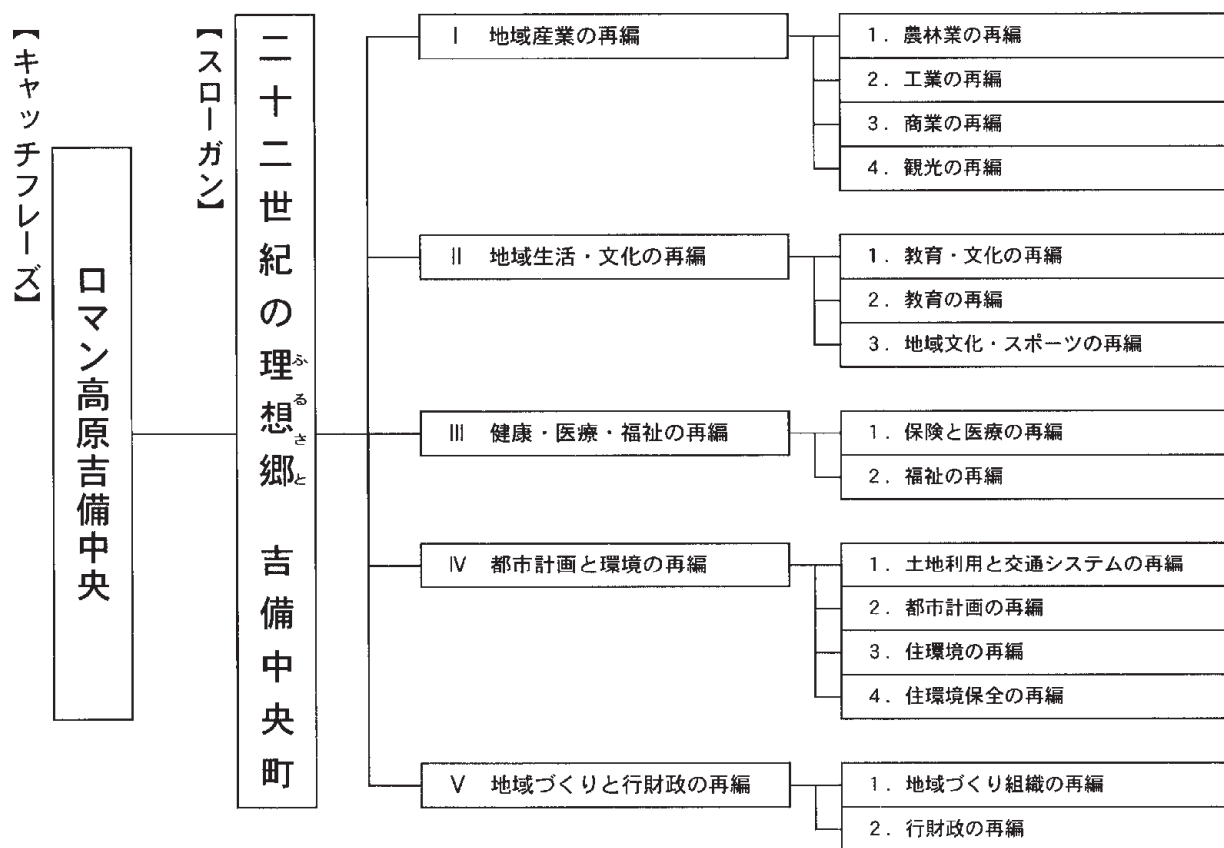 【キャッチフレーズ】
ロマン高原吉備中央
【スローガン】
二十二世紀の理想郷　吉備中央町
ふるさと
Ⅰ　地域産業の再編
1．農林業の再編
2．工業の再編
3．商業の再編
4．観光の再編
Ⅱ　地域生活・文化の再編
1．教育・文化の再編
2．教育の再編
3．地域文化・スポーツの再編
Ⅲ　健康・医療・福祉の再編
1．保険と医療の再編
2．福祉の再編
Ⅳ　都市計画と環境の再編
1．土地利用と交通システムの再編
2．都市計画の再編
3．住環境の再編
4．住環境保全の再編
Ⅴ　地域づくりと行財政の再編
1．地域づくり組織の再編
2．行財政の再編